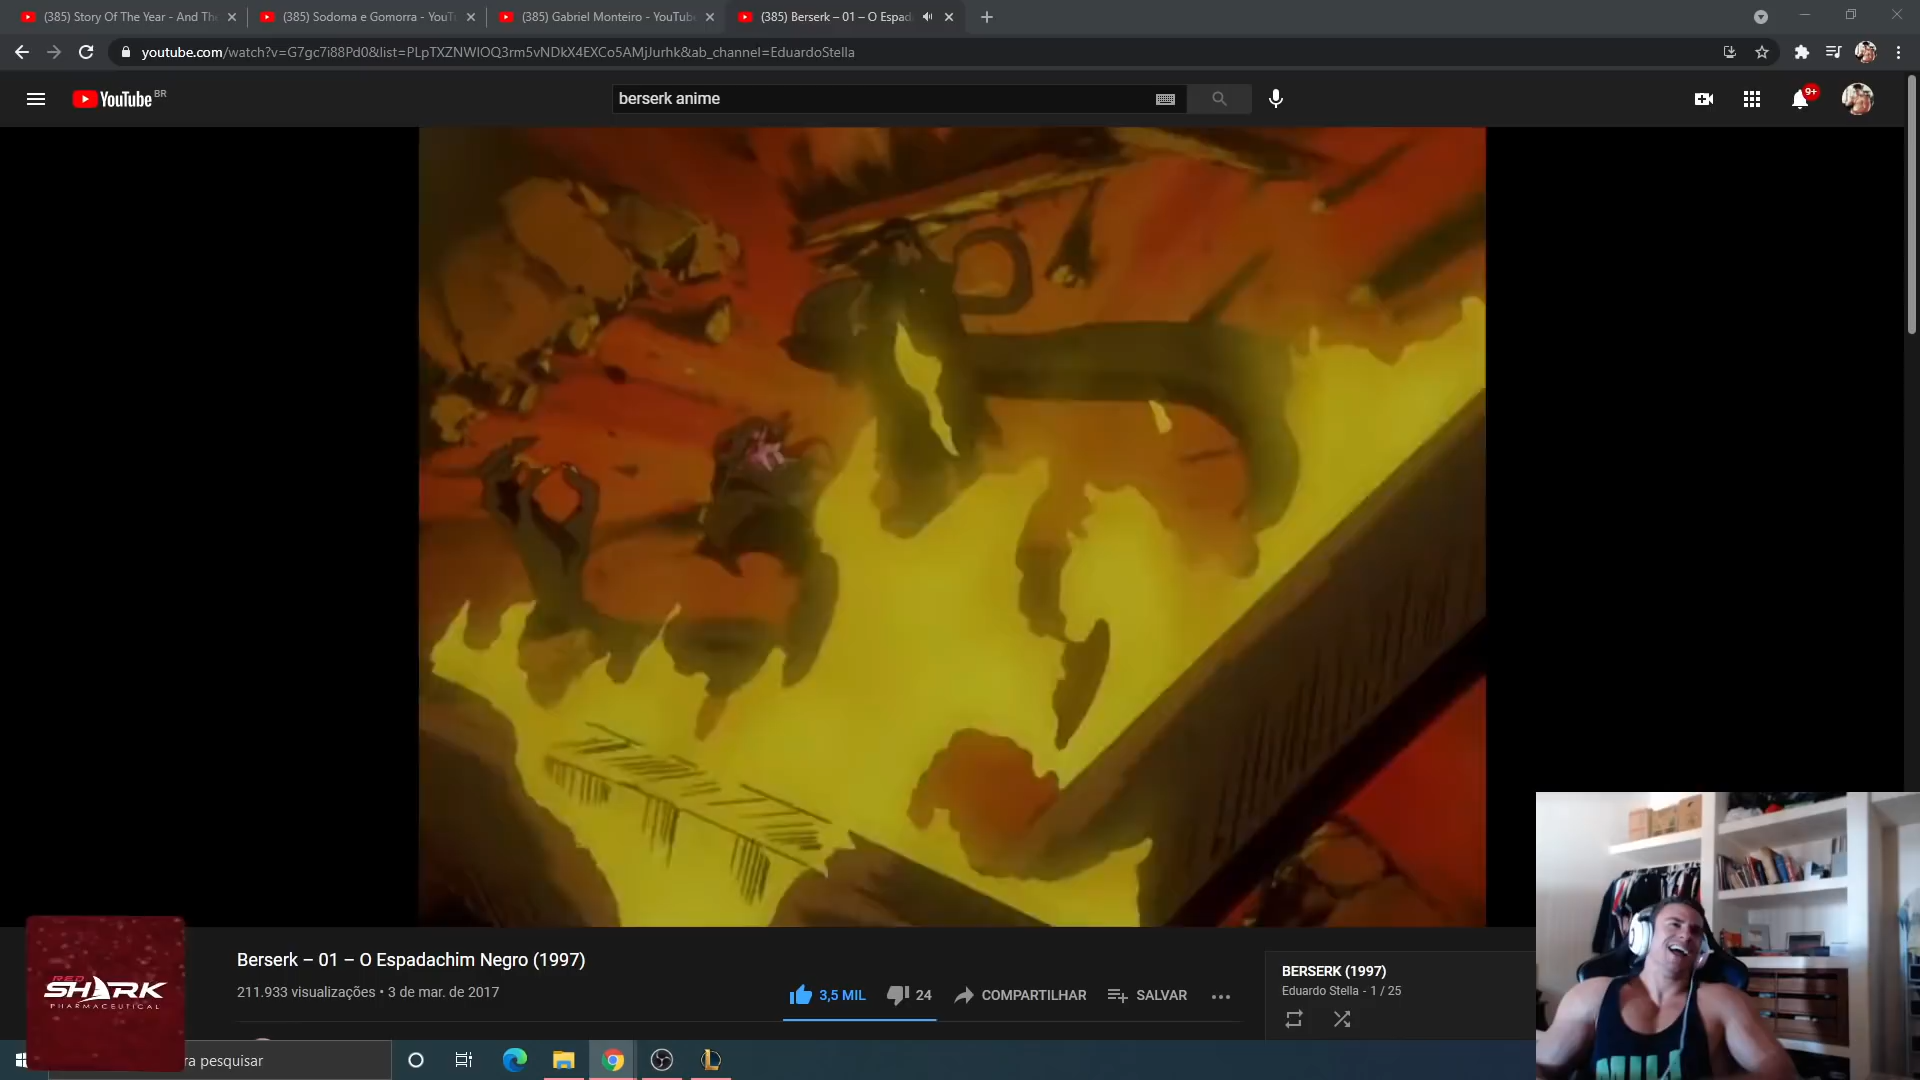 (385) Story Of The Year - And The
(385) Sodoma e Gomorra - YouT
(385) Gabriel Monteiro - YouTube
(385) Berserk – 01 – O Espad
youtube.com/watch?v=G7gc7i88Pd0&list=PLpTXZNWlOQ3rm5vNDkX4EXCo5AMjJurhk&ab_channel=EduardoStella
YouTube BR
berserk anime
9+
Berserk – 01 – O Espadachim Negro (1997)
211.933 visualizações • 3 de mar. de 2017
3,5 MIL
24
COMPARTILHAR
SALVAR
BERSERK (1997)
Eduardo Stella - 1 / 25
RED
SHARK
PHARMACEUTICAL
ra pesquisar